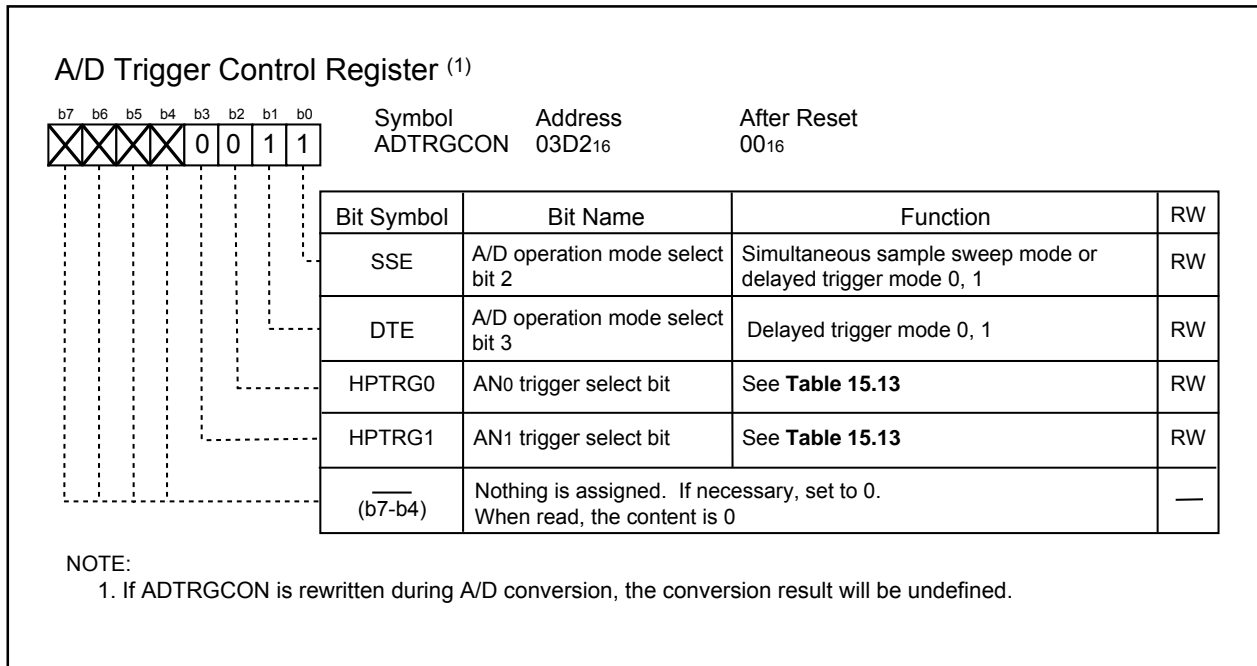 A/D Trigger Control Register (1)
b7 b6 b5 b4 b3 b2 b1 b0
0 0 1 1
Symbol Address After Reset
ADTRGCON 03D216 0016
Bit Symbol Bit Name Function RW
SSE A/D operation mode select bit 2 Simultaneous sample sweep mode or delayed trigger mode 0, 1 RW
DTE A/D operation mode select bit 3 Delayed trigger mode 0, 1 RW
HPTRG0 AN0 trigger select bit See Table 15.13 RW
HPTRG1 AN1 trigger select bit See Table 15.13 RW
(b7-b4) Nothing is assigned. If necessary, set to 0.
When read, the content is 0
NOTE:
1. If ADTRGCON is rewritten during A/D conversion, the conversion result will be undefined.